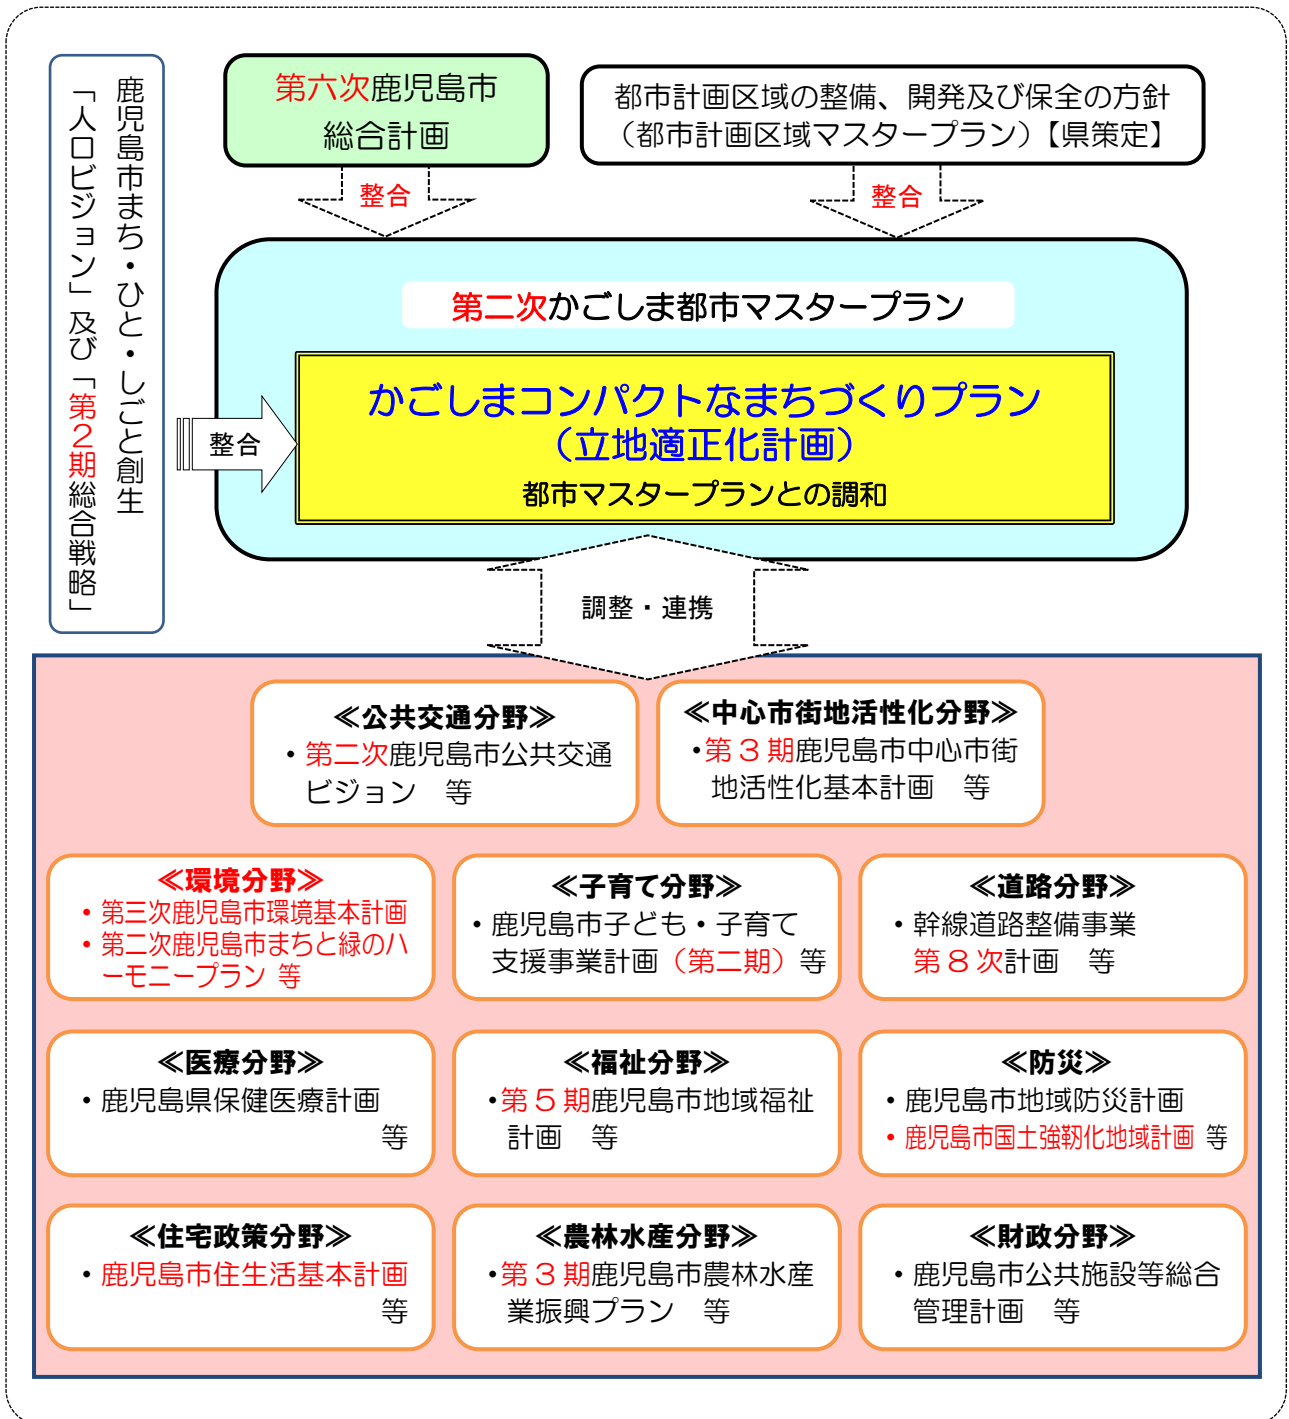 鹿児島市まち・ひと・しごと創生
「人口ビジョン」及び「第２期総合戦略」
第六次鹿児島市
総合計画
都市計画区域の整備、開発及び保全の方針
（都市計画区域マスタープラン）【県策定】
整合
整合
第二次かごしま都市マスタープラン
かごしまコンパクトなまちづくりプラン
（立地適正化計画）
都市マスタープランとの調和
整合
調整・連携
≪公共交通分野≫
・第二次鹿児島市公共交通
ビジョン　等
≪中心市街地活性化分野≫
・第３期鹿児島市中心市街
地活性化基本計画　等
≪環境分野≫
・第三次鹿児島市環境基本計画
・第二次鹿児島市まちと緑のハ
ーモニープラン 等
≪子育て分野≫
・鹿児島市子ども・子育て
支援事業計画（第二期）等
≪道路分野≫
・幹線道路整備事業
第８次計画　等
≪医療分野≫
・鹿児島県保健医療計画
等
≪福祉分野≫
・第５期鹿児島市地域福祉
計画　等
≪防災≫
・鹿児島市地域防災計画
・鹿児島市国土強靭化地域計画 等
≪住宅政策分野≫
・鹿児島市住生活基本計画
等
≪農林水産分野≫
・第３期鹿児島市農林水産
業振興プラン　等
≪財政分野≫
・鹿児島市公共施設等総合
管理計画　等